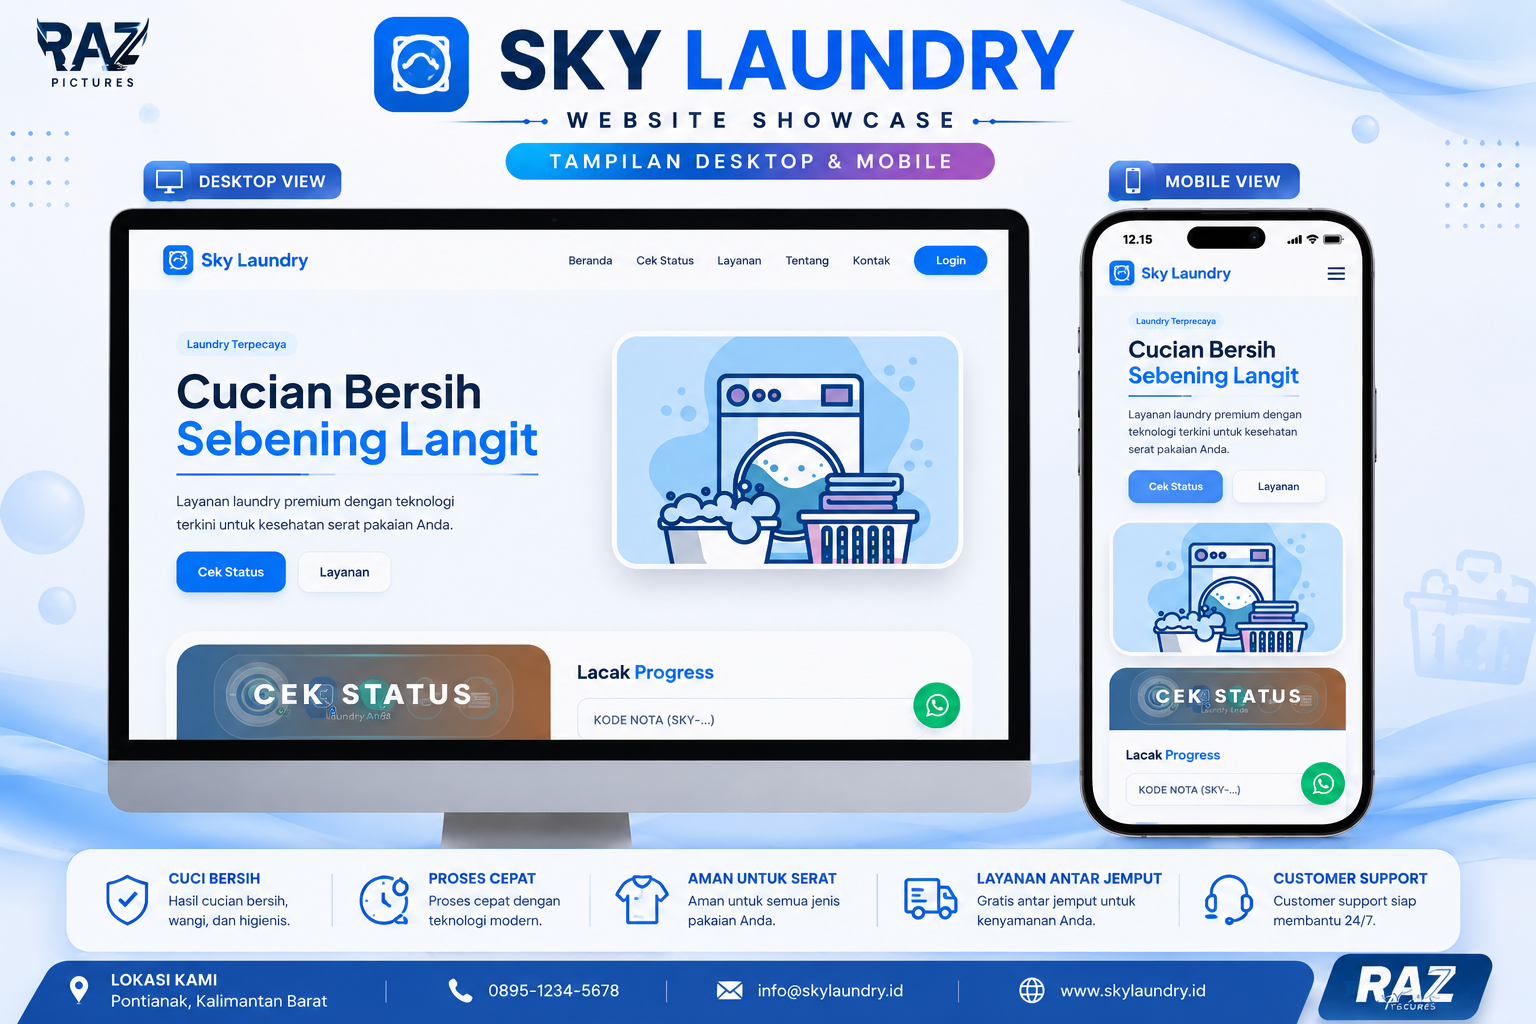 RAZ
PICTURES
SKY LAUNDRY
WEBSITE SHOWCASE
TAMPILAN DESKTOP & MOBILE
DESKTOP VIEW
Sky Laundry
Beranda
Cek Status
Layanan
Tentang
Kontak
Login
Laundry Terpecaya
Cucian Bersih
Sebening Langit
Layanan laundry premium dengan teknologi
terkini untuk kesehatan serat pakaian Anda.
Cek Status
Layanan
CEK STATUS
Laundry Anda
Lacak Progress
KODE NOTA (SKY-...)
MOBILE VIEW
12.15
Sky Laundry
Laundry Terprecaya
Cucian Bersih
Sebening Langit
Layanan laundry premium dengan
teknologi terkini untuk kesehatan
serat pakaian Anda.
Cek Status
Layanan
CEK STATUS
Lacak Progress
KODE NOTA (SKY-...)
CUCI BERSIH
Hasil cucian bersih,
wangi, dan higienis.
PROSES CEPAT
Proses cepat dengan
teknologi modern.
AMAN UNTUK SERAT
Aman untuk semua jenis
pakaian Anda.
LAYANAN ANTAR JEMPUT
Gratis antar jemput untuk
kenyamanan Anda.
CUSTOMER SUPPORT
Customer support siap
membantu 24/7.
LOKASI KAMI
Pontianak, Kalimantan Barat
0895-1234-5678
info@skylaundry.id
www.skylaundry.id
RAZ